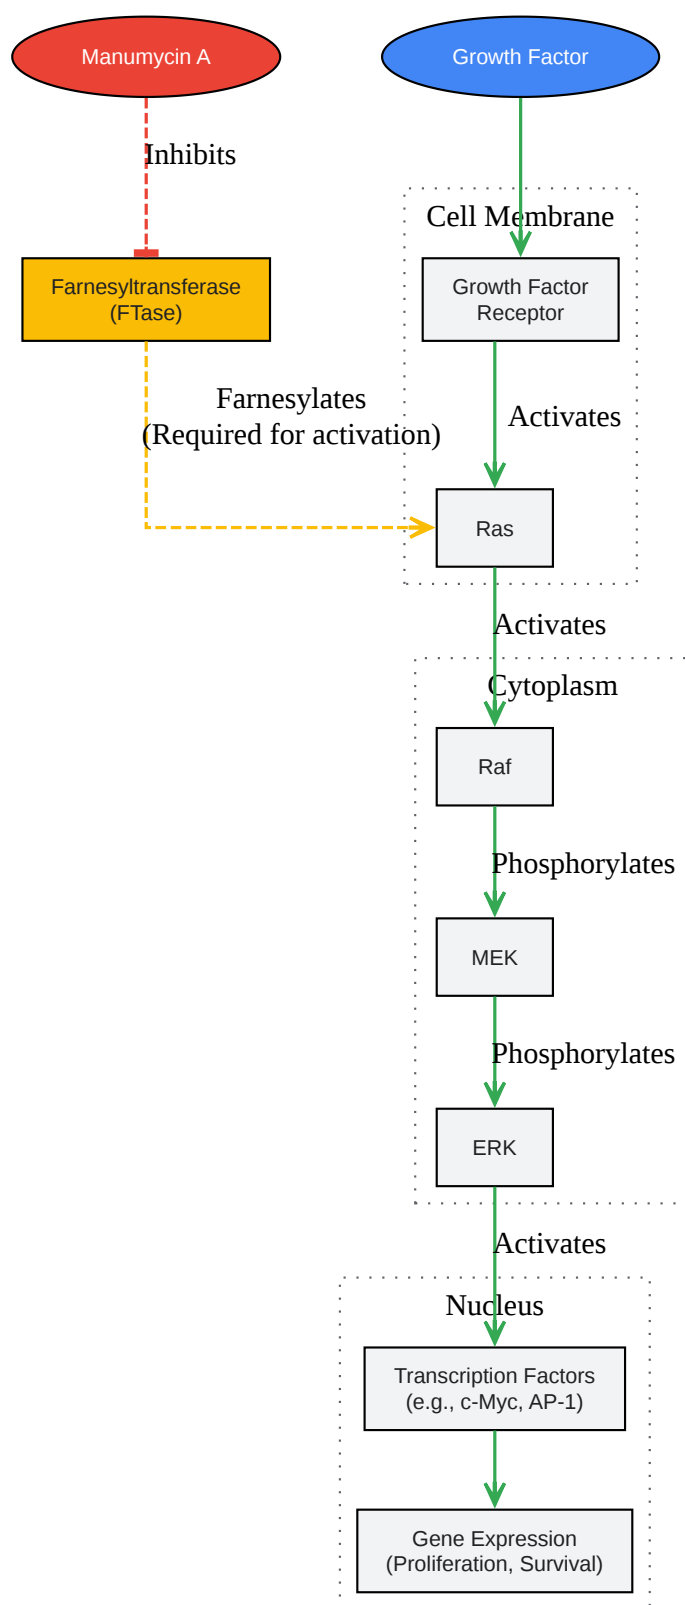 Manumycin A
Growth Factor
Inhibits
Cell Membrane
Farnesyltransferase
(FTase)
Growth Factor
Receptor
Farnesylates
(Required for activation)
Activates
Ras
Activates
Cytoplasm
Raf
Phosphorylates
MEK
Phosphorylates
ERK
Activates
Nucleus
Transcription Factors
(e.g., c-Myc, AP-1)
Gene Expression
(Proliferation, Survival)